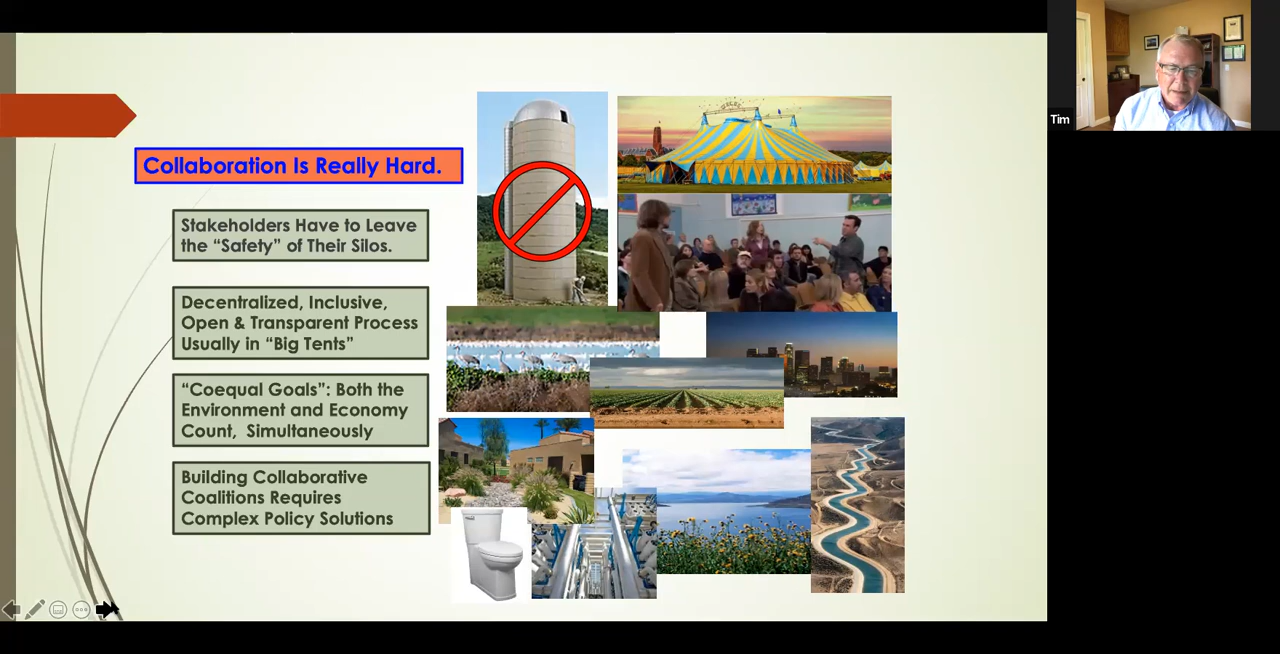 Collaboration Is Really Hard.
Stakeholders Have to Leave
the “Safety” of Their Silos.
Decentralized, Inclusive,
Open & Transparent Process
Usually in “Big Tents”
“Coequal Goals”: Both the
Environment and Economy
Count, Simultaneously
Building Collaborative
Coalitions Requires
Complex Policy Solutions
Tim